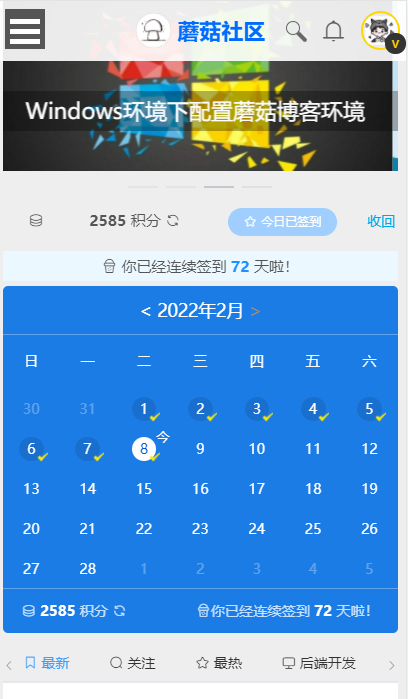 蘑菇社区
V
Windows环境下配置蘑菇博客环境
2585 积分 今日已签到 收回
你已经连续签到 72 天啦！
< 2022年2月 >
日 一 二 三 四 五 六
30 31 1 2 3 4 5
6 7 8 今 9 10 11 12
13 14 15 16 17 18 19
20 21 22 23 24 25 26
27 28 1 2 3 4 5
2585 积分 你已经连续签到 72 天啦！
最新 关注 最热 后端开发